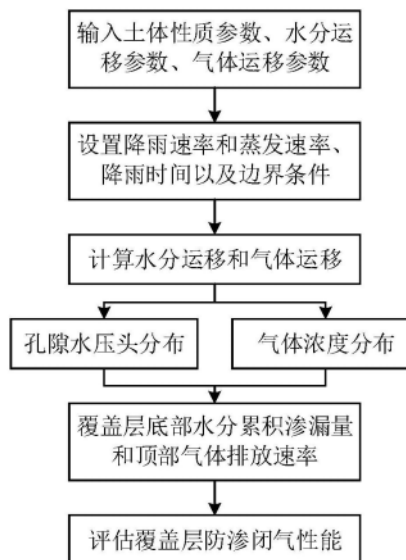 输入土体性质参数、水分运
移参数、气体运移参数
设置降雨速率和蒸发速率、
降雨时间以及边界条件
计算水分运移和气体运移
孔隙水压头分布
气体浓度分布
覆盖层底部水分累积渗漏量
和顶部气体排放速率
评估覆盖层防渗闭气性能